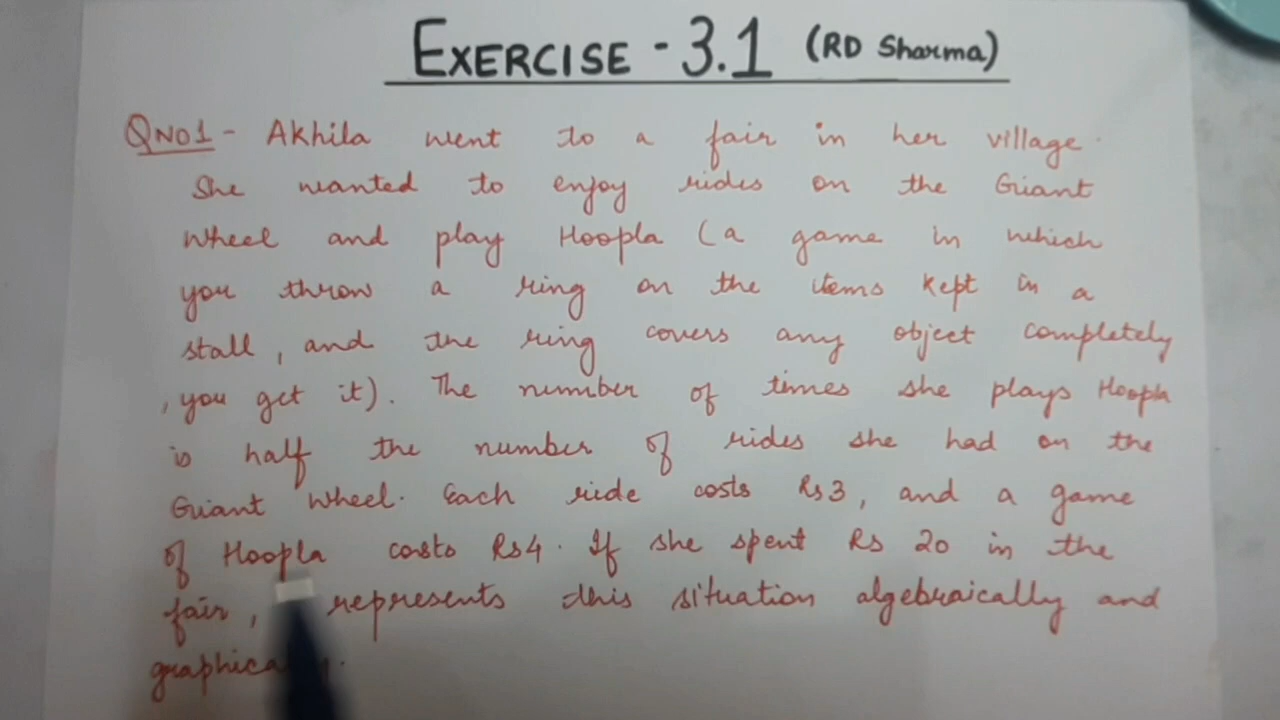 EXERCISE - 3.1 (RD Sharma)
QNO1 - Akhila went to a fair in her village.
She wanted to enjoy rides on the Giant
Wheel and play Hoopla (a game in which
you throw a ring on the items kept in a
stall, and the ring covers any object completely
, you get it). The number of times she plays Hoopla
is half the number of rides she had on the
Giant Wheel. Each ride costs Rs3, and a game
of Hoopla costs Rs4. If she spent Rs 20 in the
fair, represents this situation algebraically and